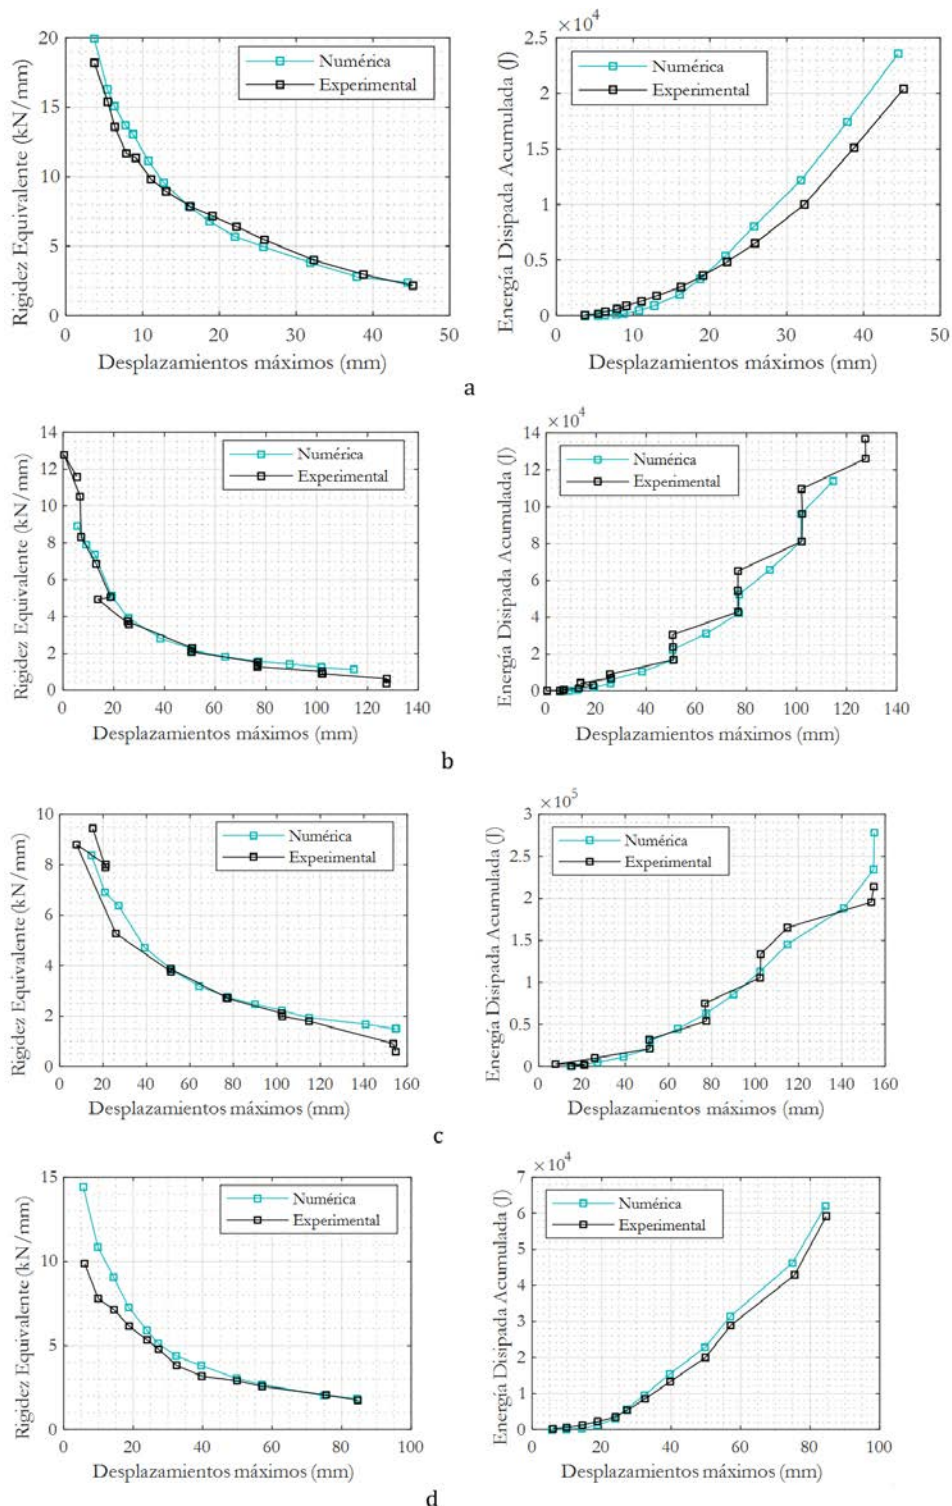 ×10⁴
20
15
10
5
0
Rigidez Equivalente (kN/mm)
Numérica
Experimental
0 10 20 30 40 50
Desplazamientos máximos (mm)
2.5
2
1.5
1
0.5
0
Energía Disipada Acumulada (J)
Numérica
Experimental
0 10 20 30 40 50
Desplazamientos máximos (mm)
a
×10⁴
14
12
10
8
6
4
2
0
Rigidez Equivalente (kN/mm)
Numérica
Experimental
0 20 40 60 80 100 120 140
Desplazamientos máximos (mm)
14
12
10
8
6
4
2
0
Energía Disipada Acumulada (J)
Numérica
Experimental
0 20 40 60 80 100 120 140
Desplazamientos máximos (mm)
b
×10⁵
10
8
6
4
2
0
Rigidez Equivalente (kN/mm)
Numérica
Experimental
0 20 40 60 80 100 120 140 160
Desplazamientos máximos (mm)
3
2.5
2
1.5
1
0.5
0
Energía Disipada Acumulada (J)
Numérica
Experimental
0 20 40 60 80 100 120 140 160
Desplazamientos máximos (mm)
c
×10⁴
15
10
5
0
Rigidez Equivalente (kN/mm)
Numérica
Experimental
0 20 40 60 80 100
Desplazamientos máximos (mm)
7
6
5
4
3
2
1
0
Energía Disipada Acumulada (J)
Numérica
Experimental
0 20 40 60 80 100
Desplazamientos máximos (mm)
d